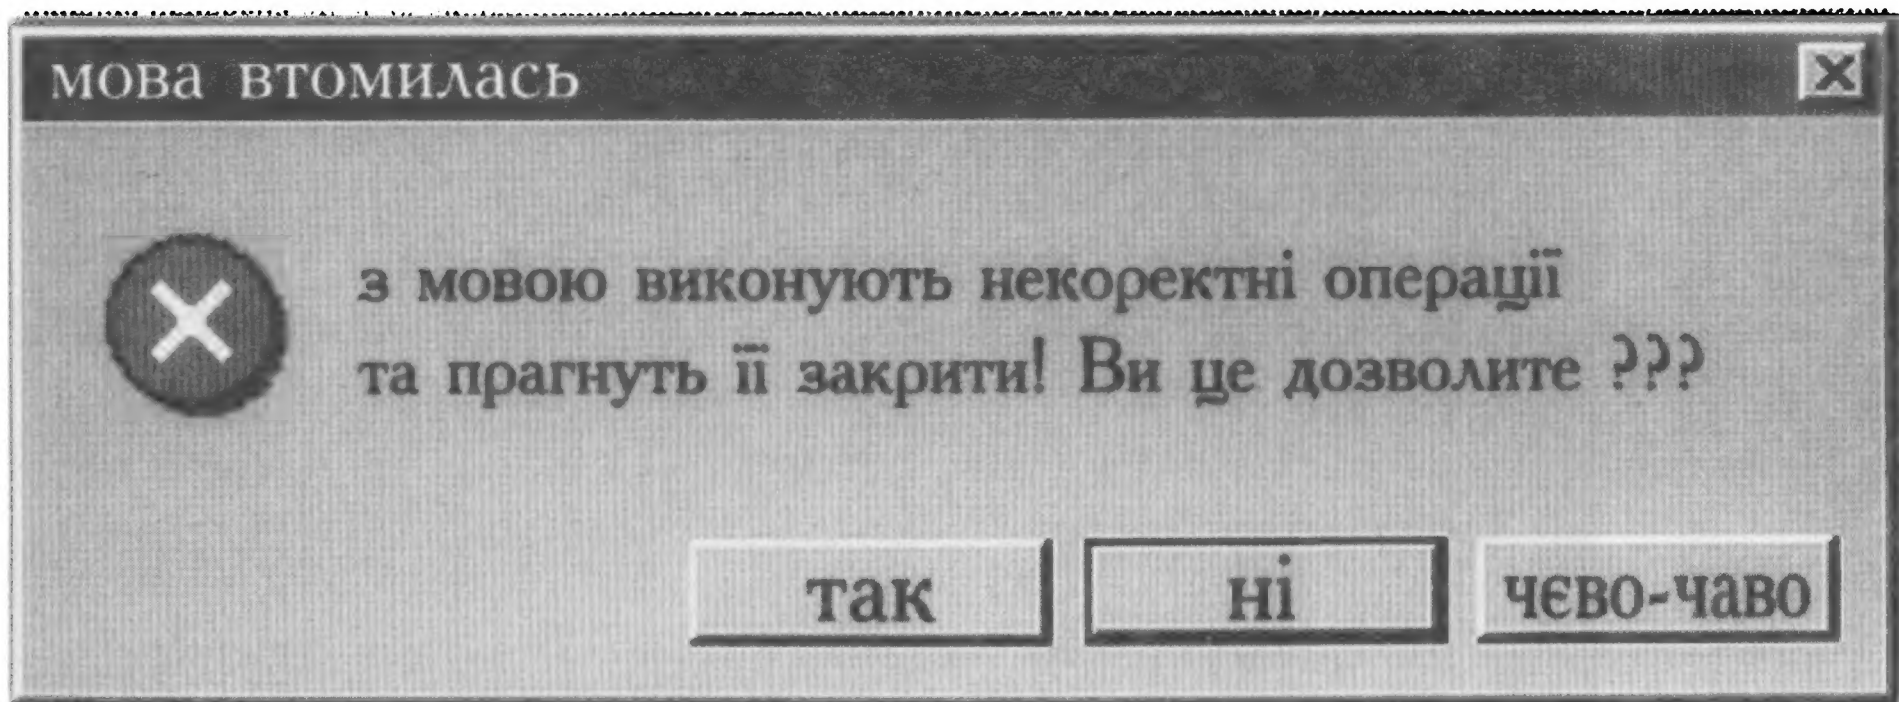 мова втомилась
з мовою виконують некоректні операції
та прагнуть її закрити! Ви це дозволите ???
так
ні
чєво-чаво